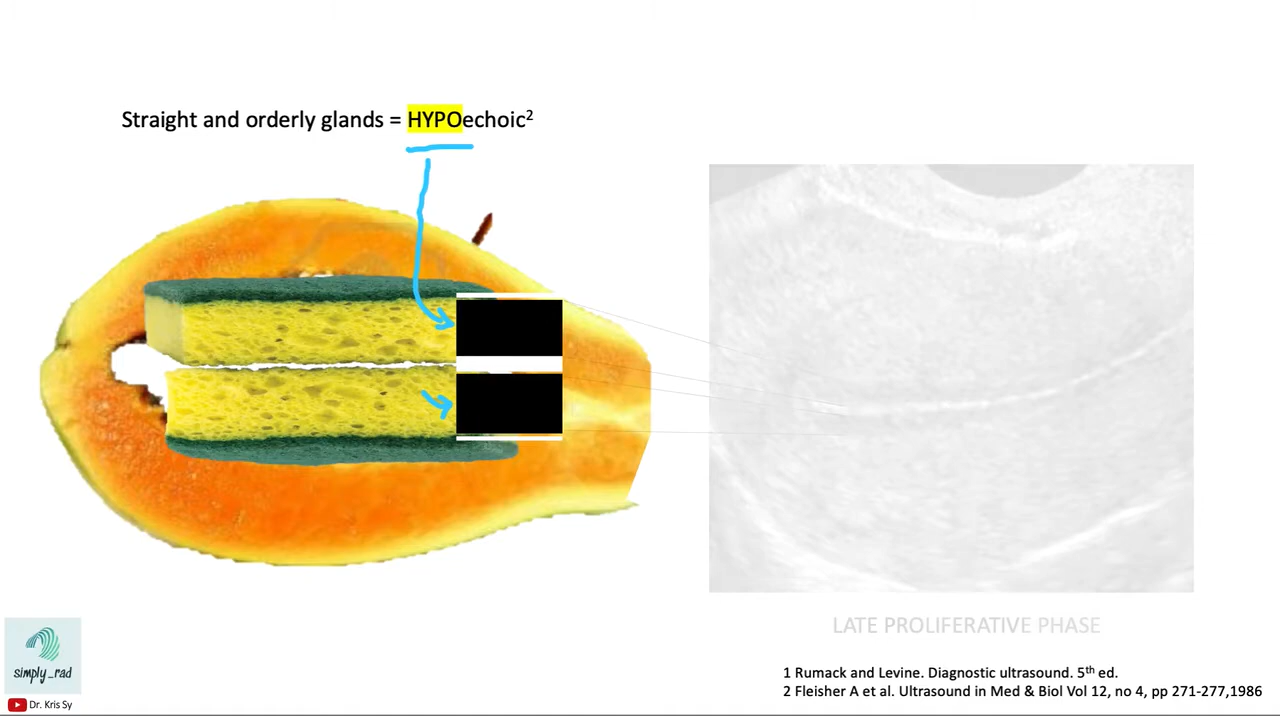 Straight and orderly glands = HYPOechoic²
LATE PROLIFERATIVE PHASE
1 Rumack and Levine. Diagnostic ultrasound. 5ᵗʰ ed.
2 Fleisher A et al. Ultrasound in Med & Biol Vol 12, no 4, pp 271-277,1986
simply_rad
Dr. Kris Sy